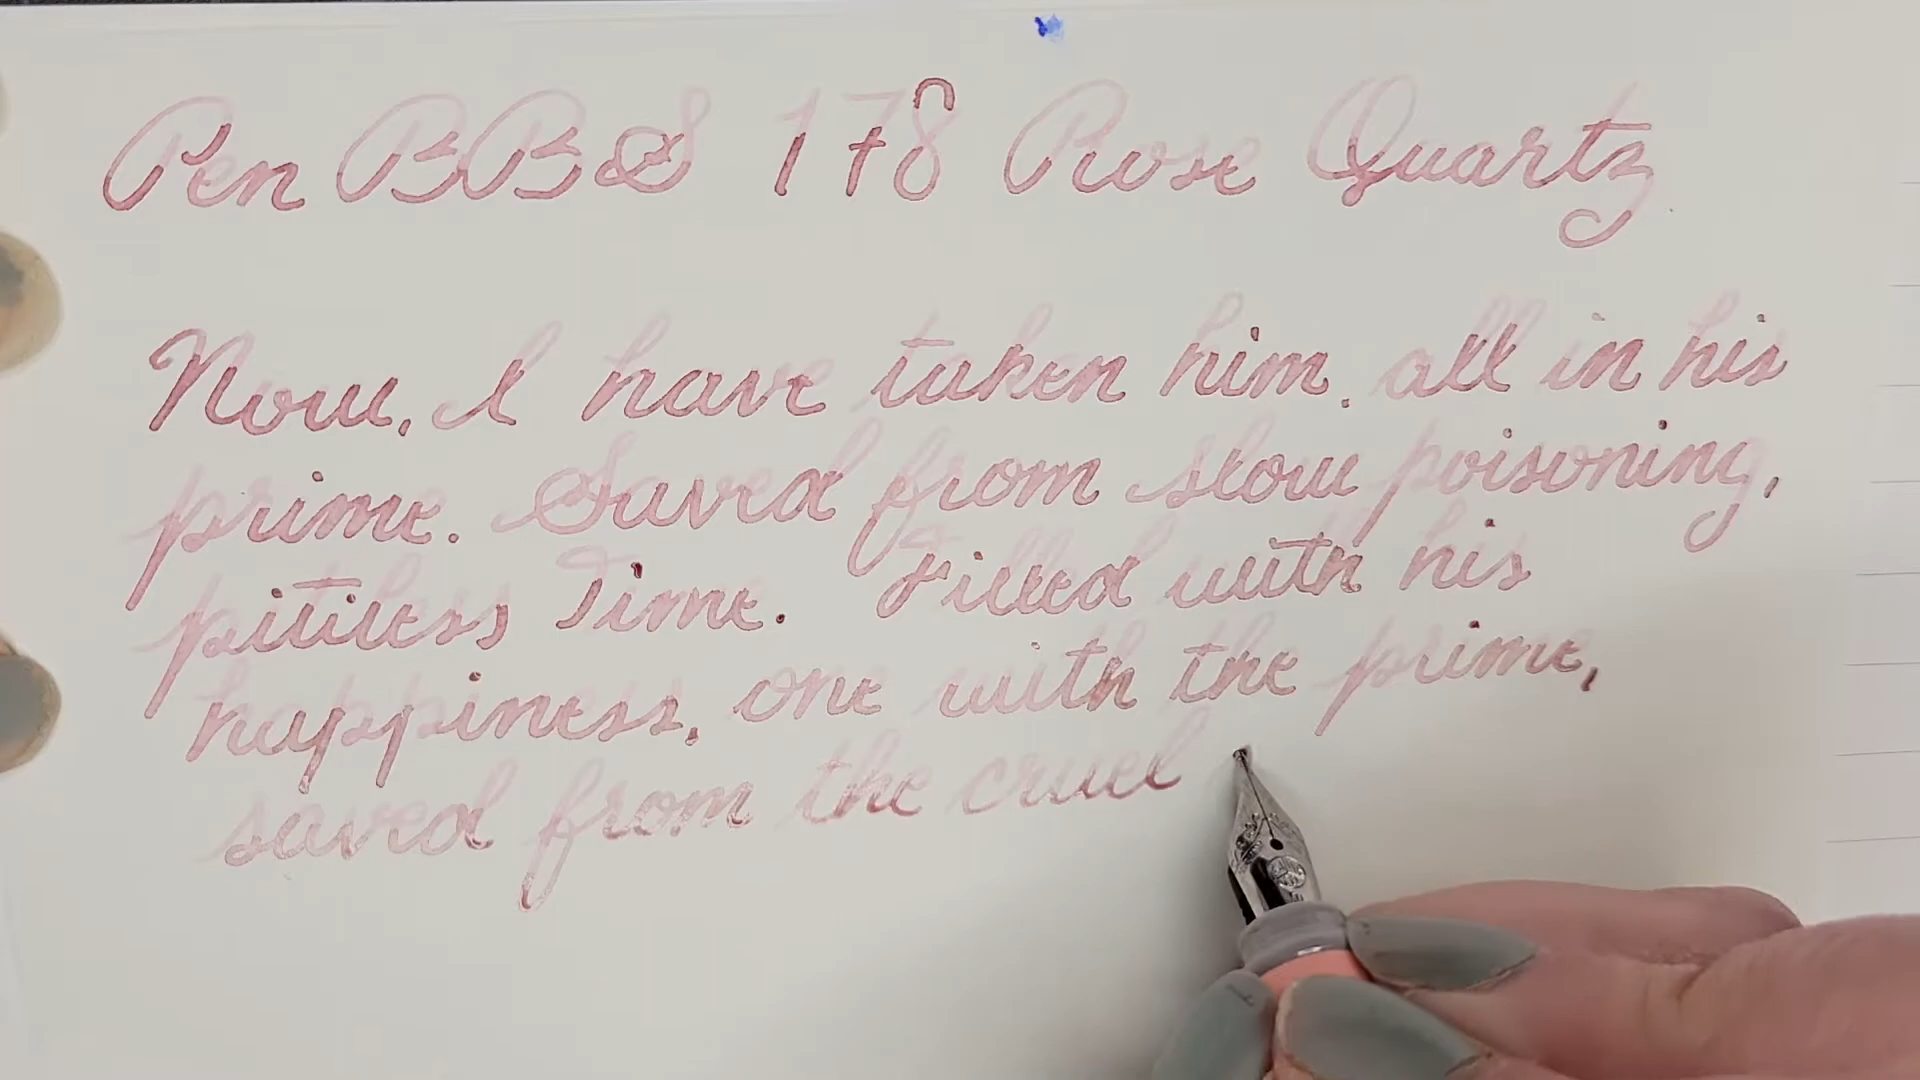 Pen BBS 178 Rose Quartz
Now, I have taken him, all in his
prime. Saved from slow poisoning,
pitiless Time. Filled with his
happiness, one with the prime,
saved from the cruel